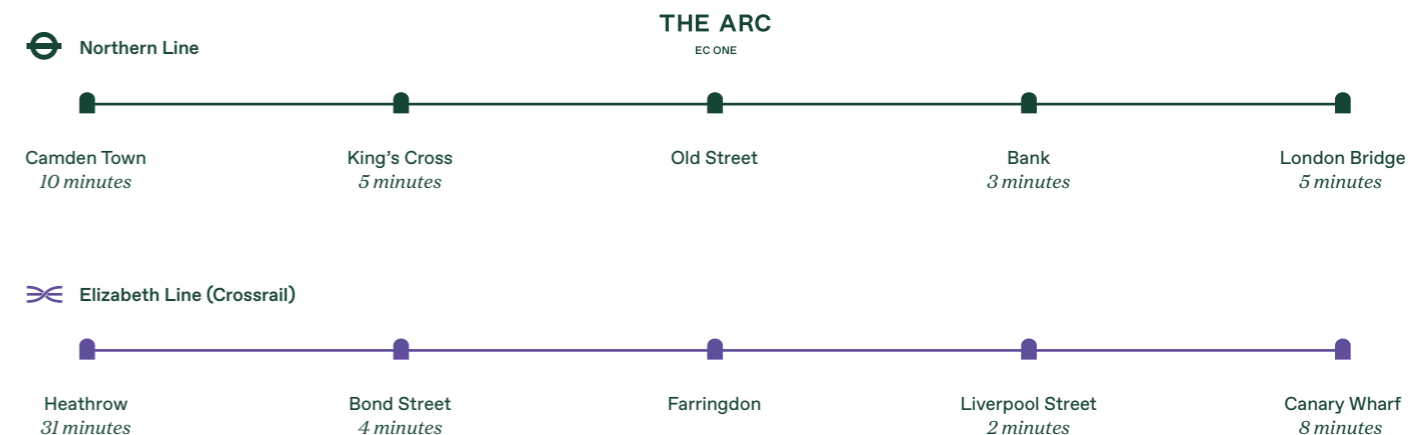 THE ARC
EC ONE
Northern Line
Camden Town
10 minutes
King's Cross
5 minutes
Old Street
Bank
3 minutes
London Bridge
5 minutes
Elizabeth Line (Crossrail)
Heathrow
31 minutes
Bond Street
4 minutes
Farringdon
Liverpool Street
2 minutes
Canary Wharf
8 minutes